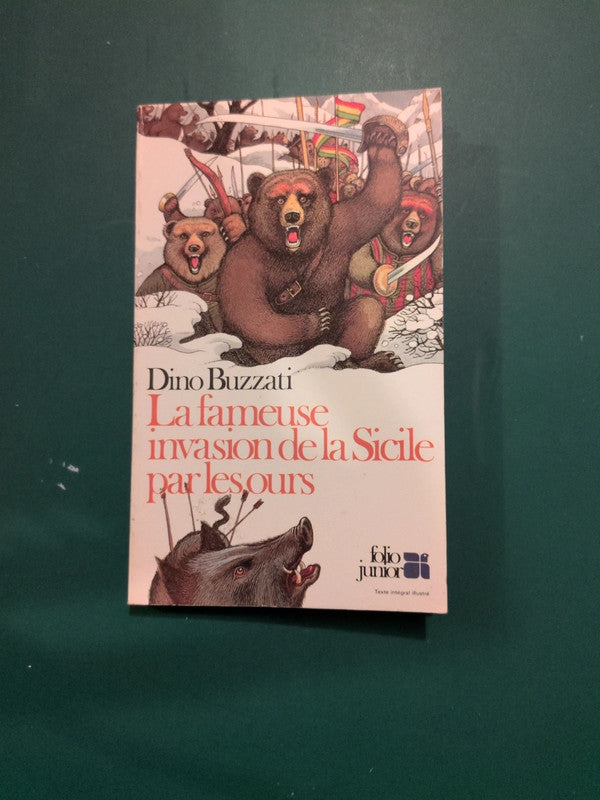 Dino Buzzati
La fameuse
invasion de la Sicile
par les ours
folio
junior
Texte intégral illustré